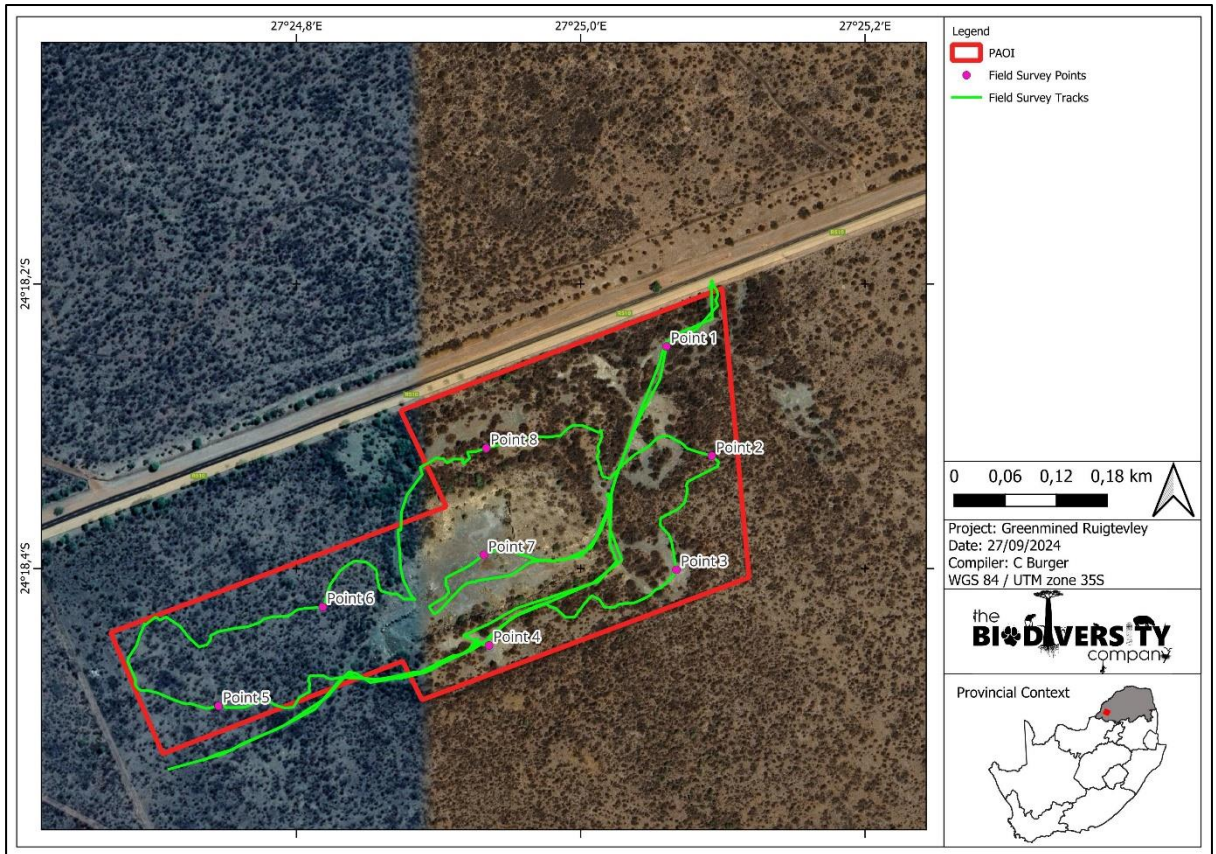 27°24,8'E
27°25,0'E
27°25,2'E
24°18,2'S
24°18,4'S
Point 1
Point 2
Point 3
Point 4
Point 5
Point 6
Point 7
Point 8
Legend
PAOI
Field Survey Points
Field Survey Tracks
0 0,06 0,12 0,18 km
Project: Greenmined Ruigtevley
Date: 27/09/2024
Compiler: C Burger
WGS 84 / UTM zone 35S
the
BIODIVERSITY
company
Provincial Context